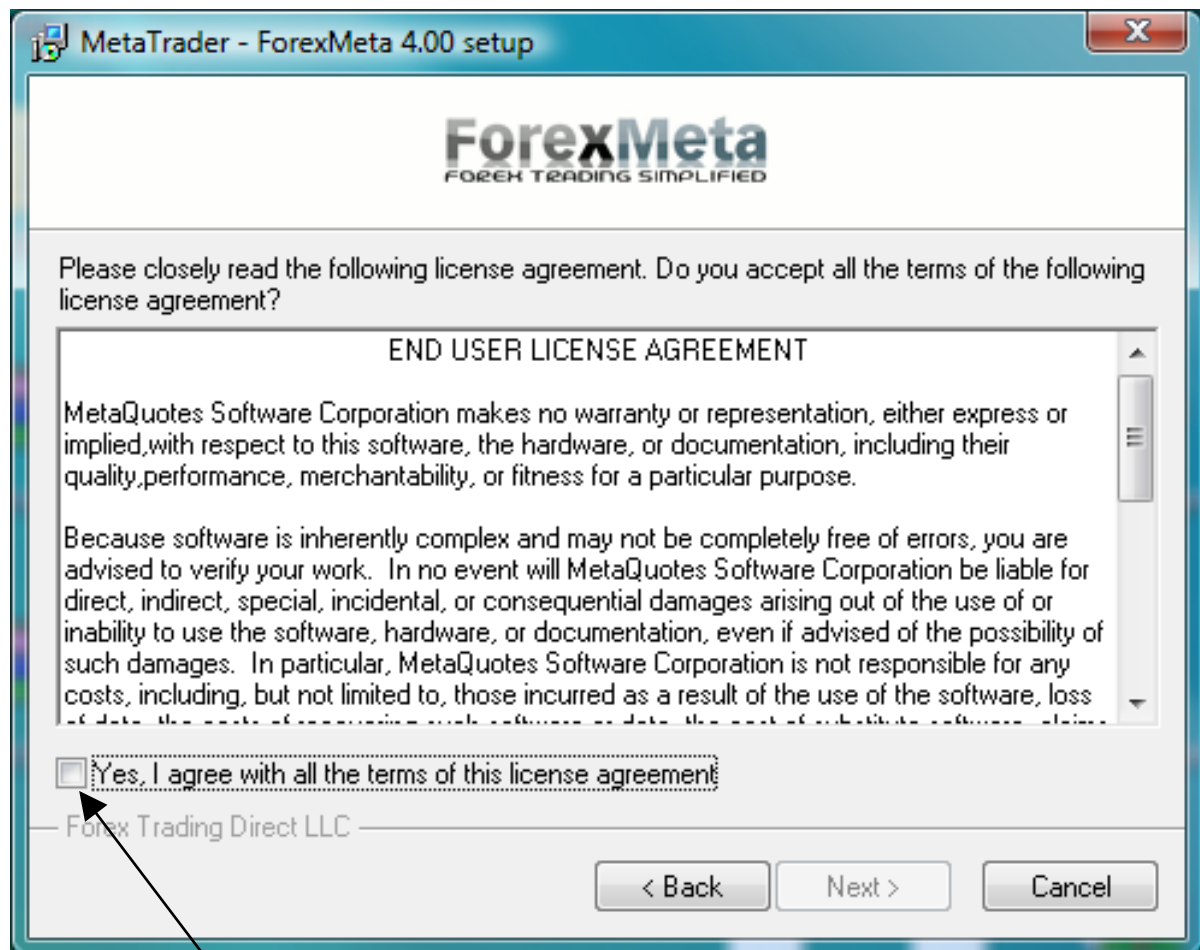 MetaTrader - ForexMeta 4.00 setup
ForexMeta
FOREX TRADING SIMPLIFIED
Please closely read the following license agreement. Do you accept all the terms of the following
license agreement?
END USER LICENSE AGREEMENT
MetaQuotes Software Corporation makes no warranty or representation, either express or
implied,with respect to this software, the hardware, or documentation, including their
quality,performance, merchantability, or fitness for a particular purpose.
Because software is inherently complex and may not be completely free of errors, you are
advised to verify your work.  In no event will MetaQuotes Software Corporation be liable for
direct, indirect, special, incidental, or consequential damages arising out of the use of or
inability to use the software, hardware, or documentation, even if advised of the possibility of
such damages.  In particular, MetaQuotes Software Corporation is not responsible for any
costs, including, but not limited to, those incurred as a result of the use of the software, loss
Yes, I agree with all the terms of this license agreement
Forex Trading Direct LLC
< Back
Next >
Cancel